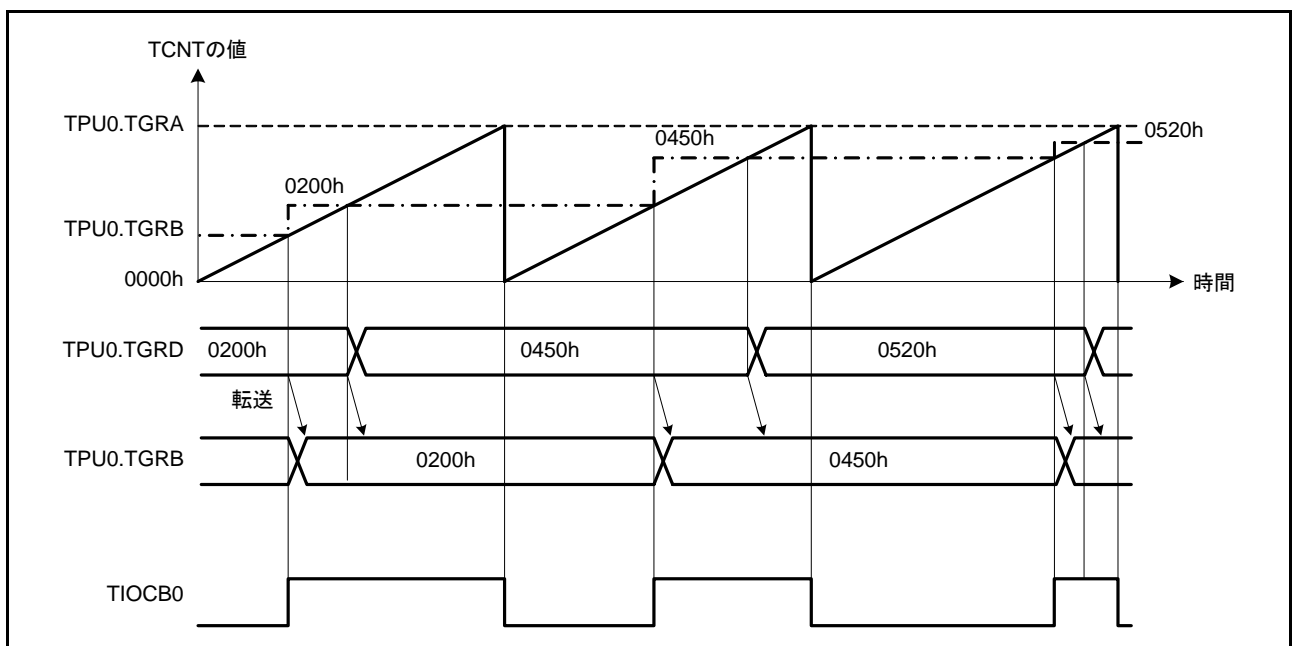 TCNTの値
TPU0.TGRA
0520h
0450h
0200h
TPU0.TGRB
0000h
時間
TPU0.TGRD
0200h
0450h
0520h
転送
TPU0.TGRB
0200h
0450h
TIOCB0